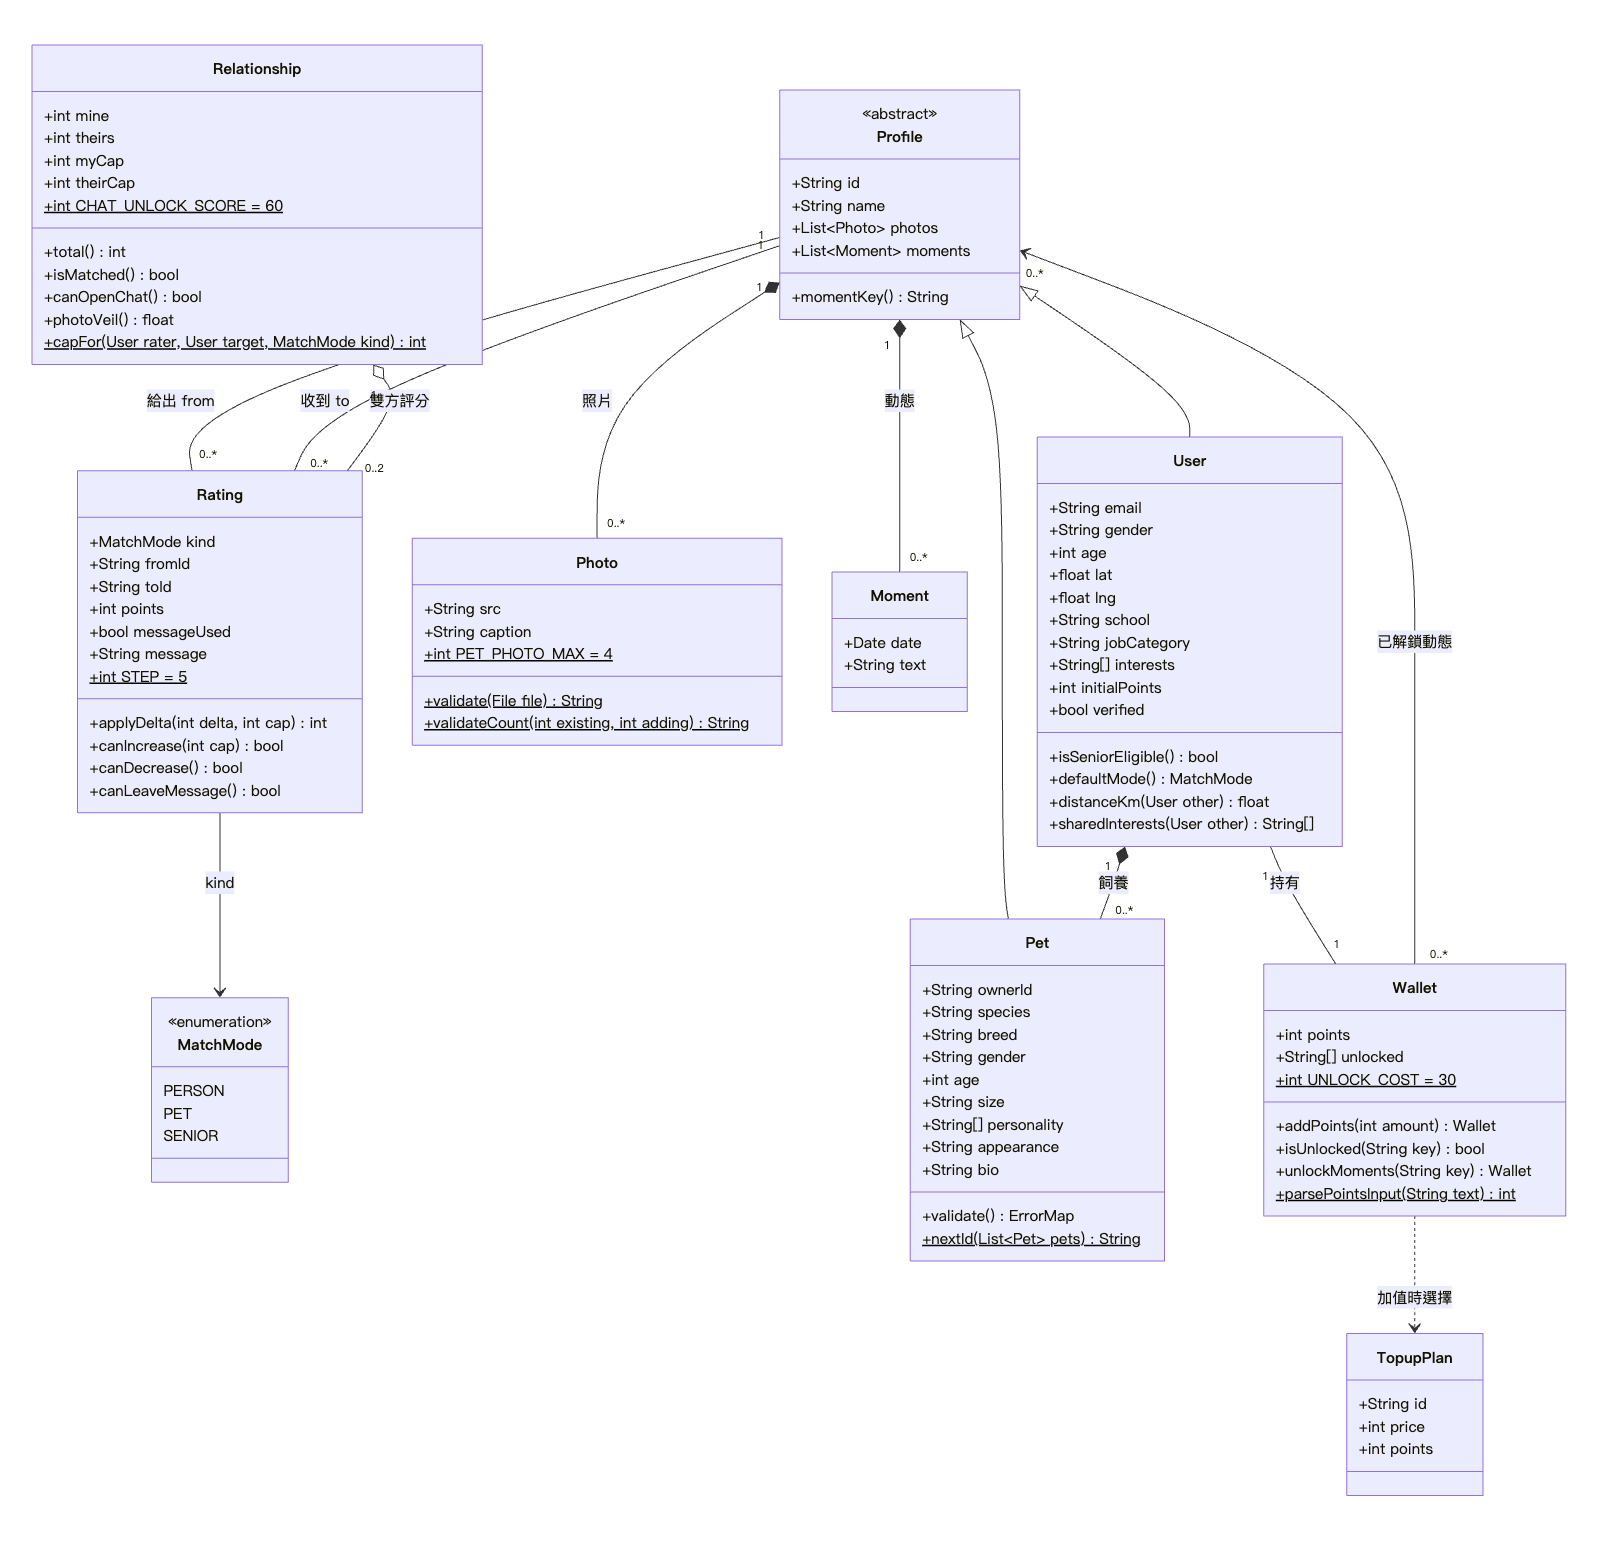 Relationship
+int mine
+int theirs
+int myCap
+int theirCap
+int CHAT_UNLOCK_SCORE = 60
+total() : int
+isMatched() : bool
+canOpenChat() : bool
+photoVeil() : float
+capFor(User rater, User target, MatchMode kind) : int
«abstract»
Profile
+String id
+String name
+List<Photo> photos
+List<Moment> moments
+momentKey() : String
1
1
1
1
0..*
給出 from
收到 to
1
雙方評分
照片
動態
0..*
0..*
0..2
0..*
0..*
Rating
+MatchMode kind
+String fromId
+String toId
+int points
+bool messageUsed
+String message
+int STEP = 5
+applyDelta(int delta, int cap) : int
+canIncrease(int cap) : bool
+canDecrease() : bool
+canLeaveMessage() : bool
Photo
+String src
+String caption
+int PET_PHOTO_MAX = 4
+validate(File file) : String
+validateCount(int existing, int adding) : String
Moment
+Date date
+String text
User
+String email
+String gender
+int age
+float lat
+float lng
+String school
+String jobCategory
+String[] interests
+int initialPoints
+bool verified
+isSeniorEligible() : bool
+defaultMode() : MatchMode
+distanceKm(User other) : float
+sharedInterests(User other) : String[]
已解鎖動態
kind
1
飼養
0..*
1
持有
1
0..*
«enumeration»
MatchMode
PERSON
PET
SENIOR
Pet
+String ownerId
+String species
+String breed
+String gender
+int age
+String size
+String[] personality
+String appearance
+String bio
+validate() : ErrorMap
+nextId(List<Pet> pets) : String
Wallet
+int points
+String[] unlocked
+int UNLOCK_COST = 30
+addPoints(int amount) : Wallet
+isUnlocked(String key) : bool
+unlockMoments(String key) : Wallet
+parsePointsInput(String text) : int
加值時選擇
TopupPlan
+String id
+int price
+int points